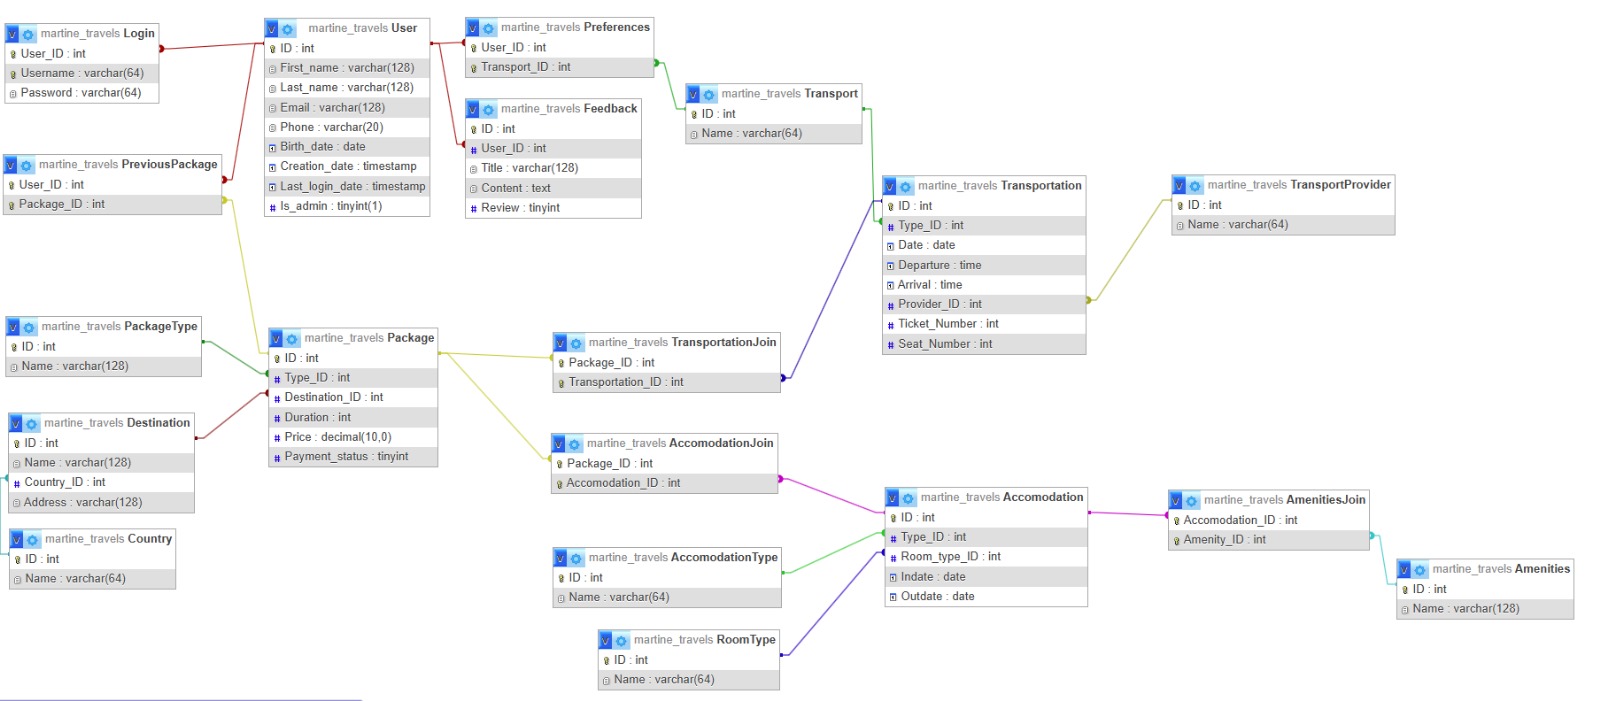 martine_travels Login
User_ID : int
Username : varchar(64)
Password : varchar(64)
martine_travels User
ID : int
First_name : varchar(128)
Last_name : varchar(128)
Email : varchar(128)
Phone : varchar(20)
Birth_date : date
Creation_date : timestamp
Last_login_date : timestamp
Is_admin : tinyint(1)
martine_travels Preferences
User_ID : int
Transport_ID : int
martine_travels Feedback
ID : int
User_ID : int
Title : varchar(128)
Content : text
Review : tinyint
martine_travels Transport
ID : int
Name : varchar(64)
martine_travels PreviousPackage
User_ID : int
Package_ID : int
martine_travels Transportation
ID : int
Type_ID : int
Date : date
Departure : time
Arrival : time
Provider_ID : int
Ticket_Number : int
Seat_Number : int
martine_travels TransportProvider
ID : int
Name : varchar(64)
martine_travels PackageType
ID : int
Name : varchar(128)
martine_travels Package
ID : int
Type_ID : int
Destination_ID : int
Duration : int
Price : decimal(10,0)
Payment_status : tinyint
martine_travels TransportationJoin
Package_ID : int
Transportation_ID : int
martine_travels Destination
ID : int
Name : varchar(128)
Country_ID : int
Address : varchar(128)
martine_travels AccomodationJoin
Package_ID : int
Accomodation_ID : int
martine_travels Country
ID : int
Name : varchar(64)
martine_travels AccomodationType
ID : int
Name : varchar(64)
martine_travels Accomodation
ID : int
Type_ID : int
Room_type_ID : int
Indate : date
Outdate : date
martine_travels AmenitiesJoin
Accomodation_ID : int
Amenity_ID : int
martine_travels Amenities
ID : int
Name : varchar(128)
martine_travels RoomType
ID : int
Name : varchar(64)